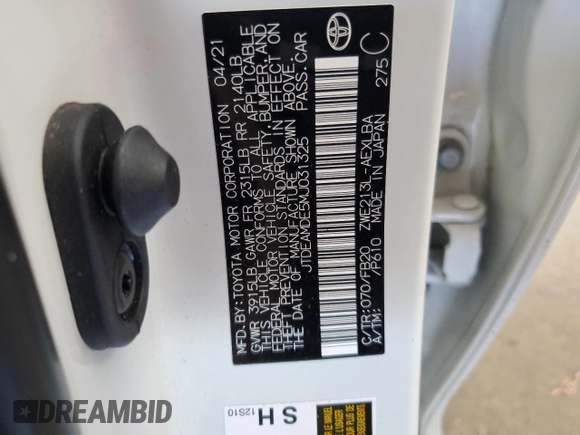 MFD.BY:TOYOTA MOTOR CORPORATION 04/21
GVWR 3915LB GAWR FR 2315LB RR 2140LB
THIS VEHICLE CONFORMS TO ALL APPLICABLE
FEDERAL MOTOR VEHICLE SAFETY, BUMPER, AND
THEFT PREVENTION STANDARDS IN EFFECT ON
THE DATE OF MANUFACTURE SHOWN ABOVE.
JTDEAMDE5MJ031325 PASS.CAR
C/TR:070/FB20 ZWE213L-AEXLBA
A/TM: /P610 MADE IN JAPAN 275 C
SH
12S10
DREAMBID